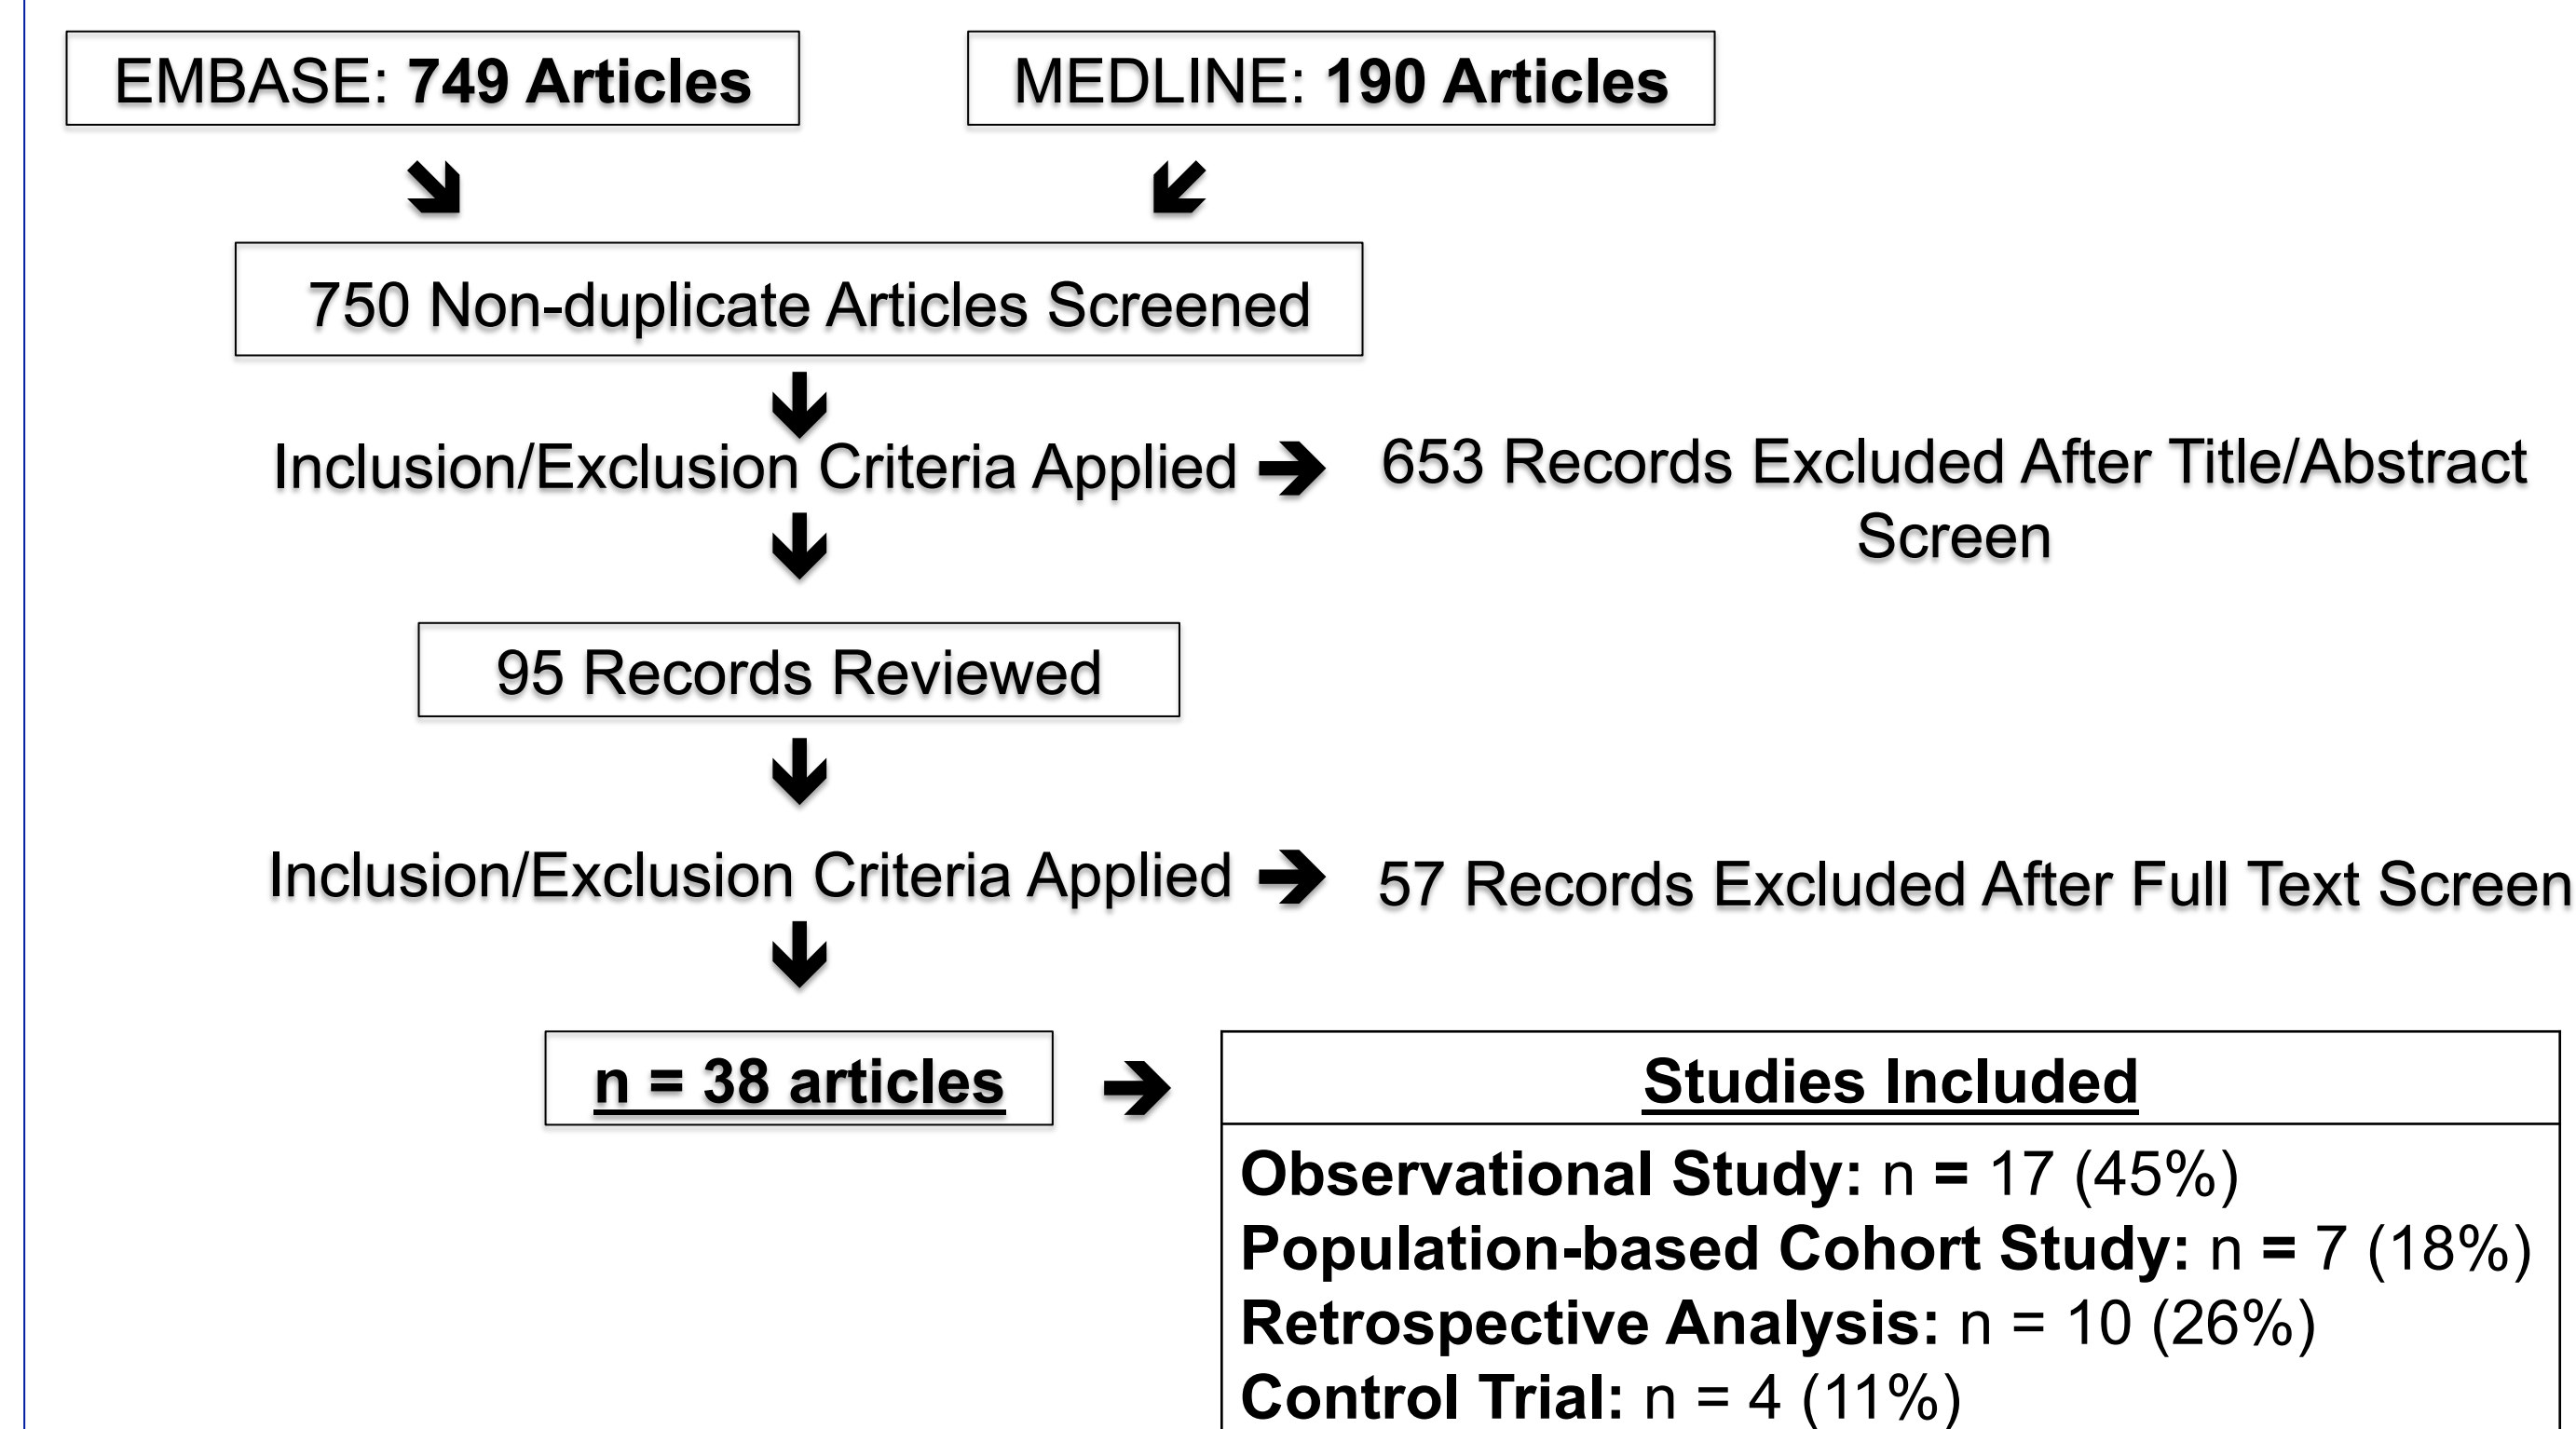 EMBASE: 749 Articles
MEDLINE: 190 Articles
750 Non-duplicate Articles Screened
Inclusion/Exclusion Criteria Applied
653 Records Excluded After Title/Abstract
Screen
95 Records Reviewed
Inclusion/Exclusion Criteria Applied
57 Records Excluded After Full Text Screen
n = 38 articles
Studies Included
Observational Study: n = 17 (45%)
Population-based Cohort Study: n = 7 (18%)
Retrospective Analysis: n = 10 (26%)
Control Trial: n = 4 (11%)